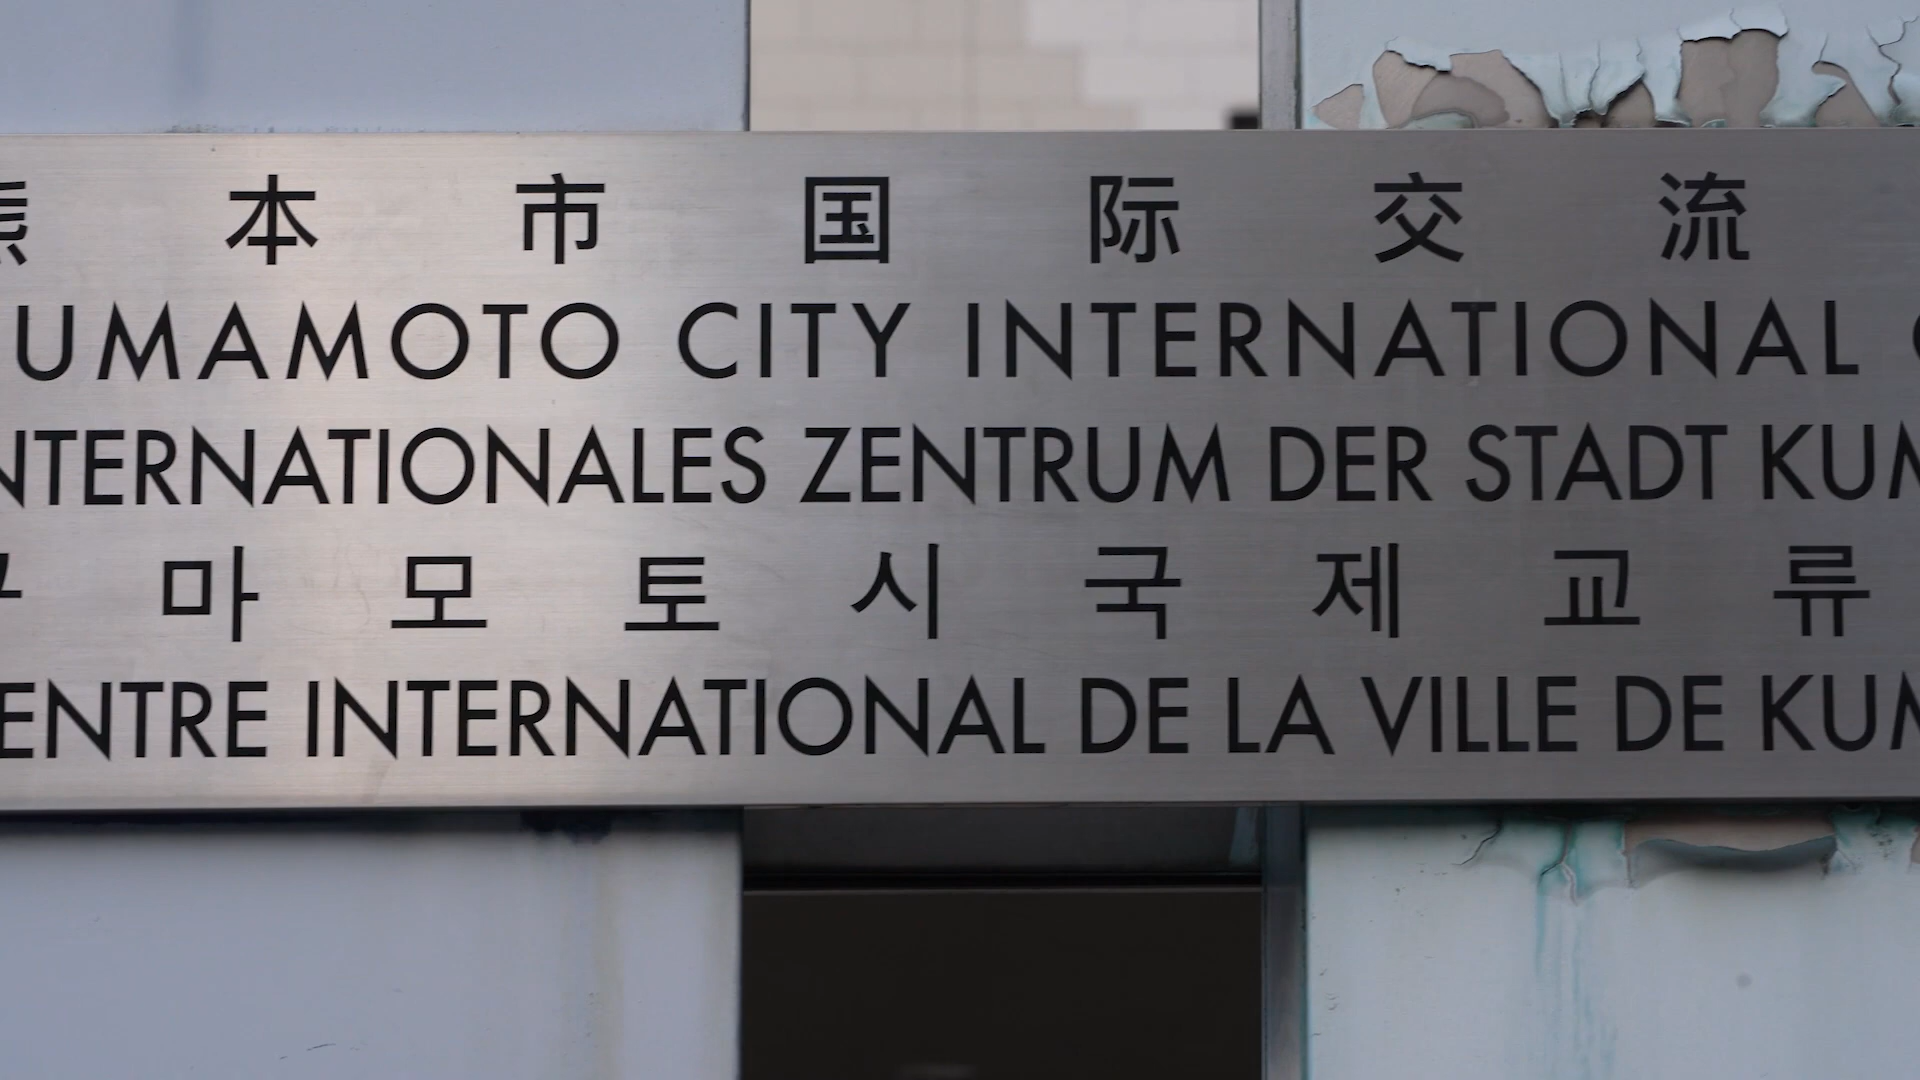 熊本市国际交流
UMAMOTO CITY INTERNATIONAL
NTERNATIONALES ZENTRUM DER STADT KUM
마모토시국제교류
ENTRE INTERNATIONAL DE LA VILLE DE KUM